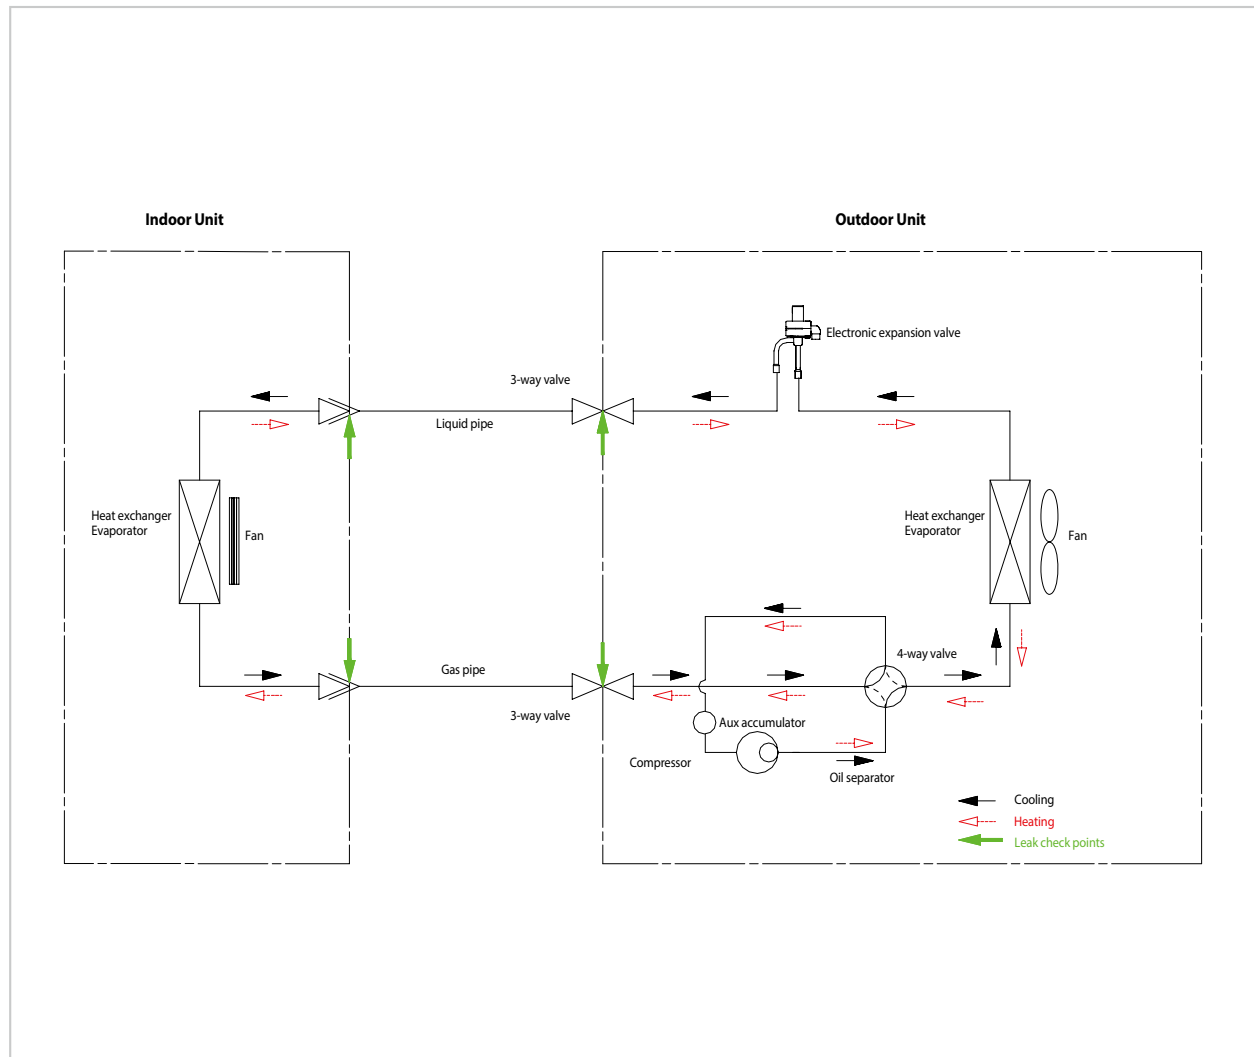 Indoor Unit
Outdoor Unit
Electronic expansion valve
3-way valve
Liquid pipe
Heat exchanger
Evaporator
Fan
Heat exchanger
Evaporator
Fan
Gas pipe
4-way valve
3-way valve
Aux accumulator
Compressor
Oil separator
Cooling
Heating
Leak check points